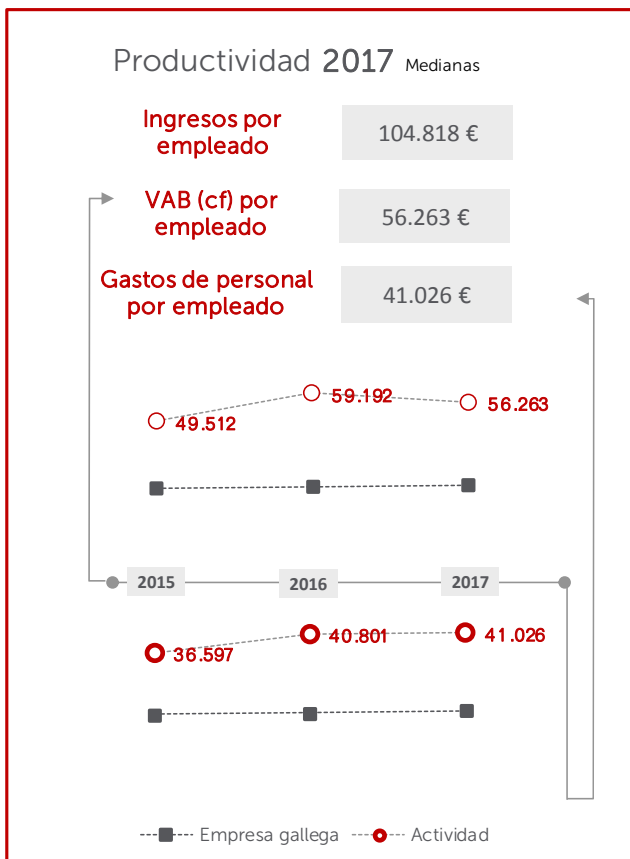 Productividad 2017 Medianas
Ingresos por
empleado
104.818 €
VAB (cf) por
empleado
56.263 €
Gastos de personal
por empleado
41.026 €
49.512
59.192
56.263
2015
2016
2017
36.597
40.801
41.026
Empresa gallega
Actividad